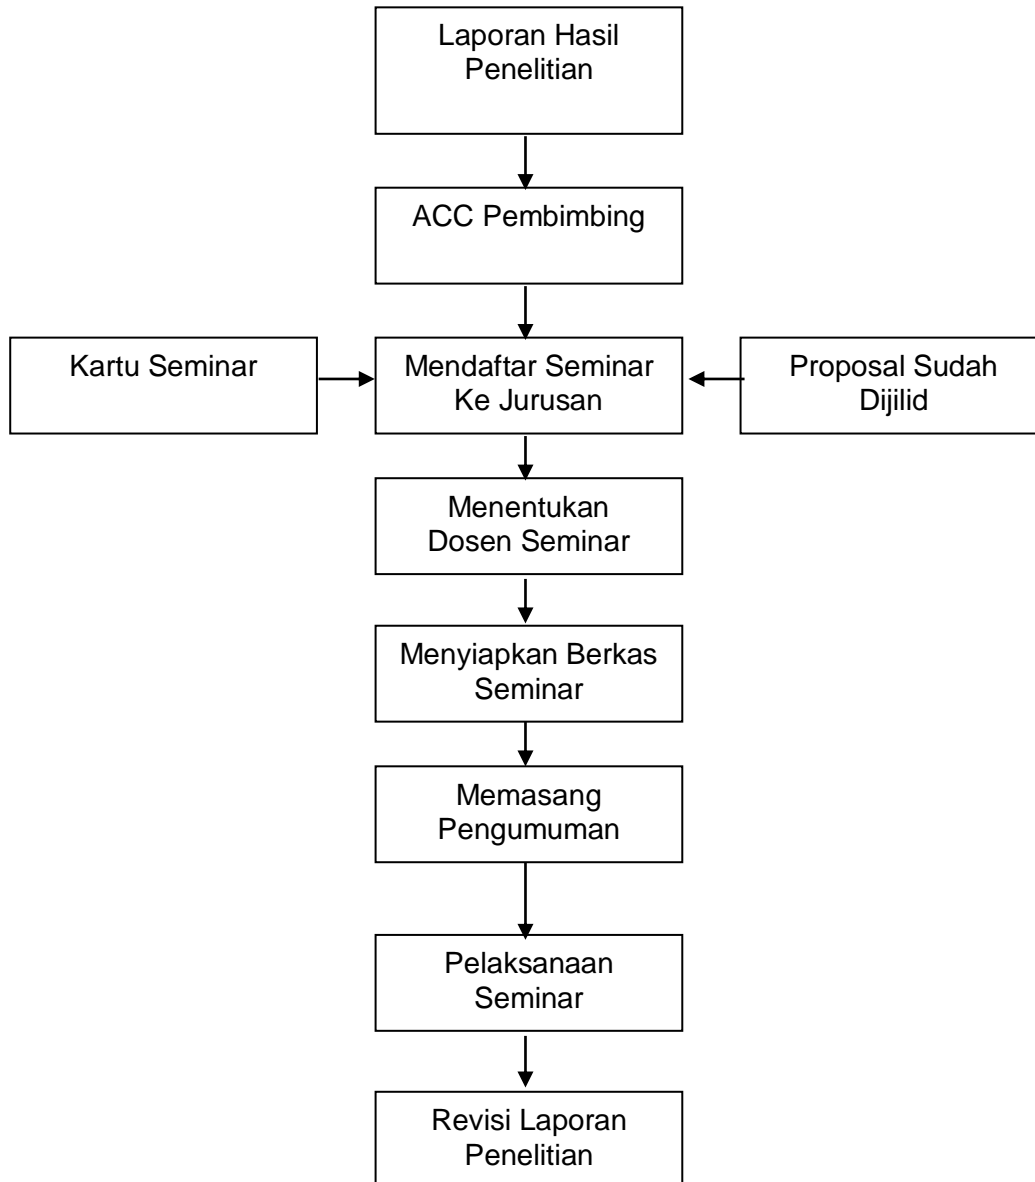 Laporan Hasil
Penelitian
ACC Pembimbing
Kartu Seminar
Mendaftar Seminar
Ke Jurusan
Proposal Sudah
Dijilid
Menentukan
Dosen Seminar
Menyiapkan Berkas
Seminar
Memasang
Pengumuman
Pelaksanaan
Seminar
Revisi Laporan
Penelitian